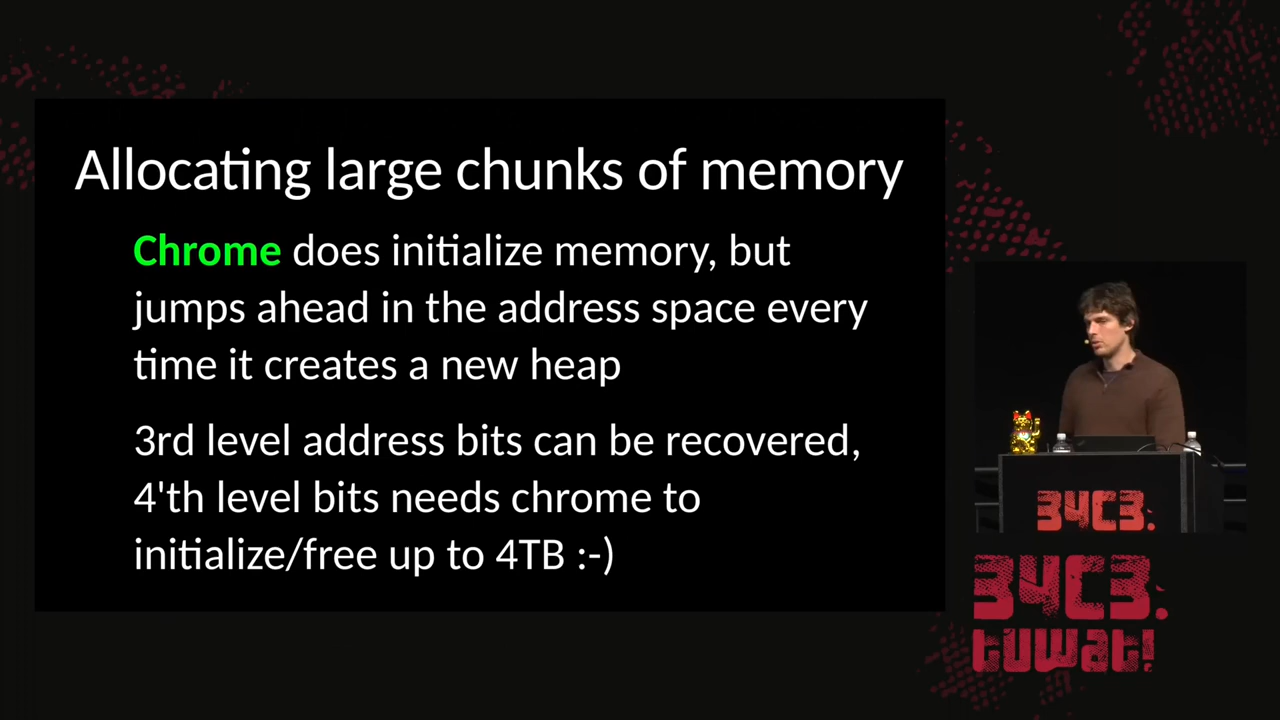 Allocating large chunks of memory
Chrome does initialize memory, but
jumps ahead in the address space every
time it creates a new heap
3rd level address bits can be recovered,
4'th level bits needs chrome to
initialize/free up to 4TB :-)
34C3.
34C3.
tuwat!